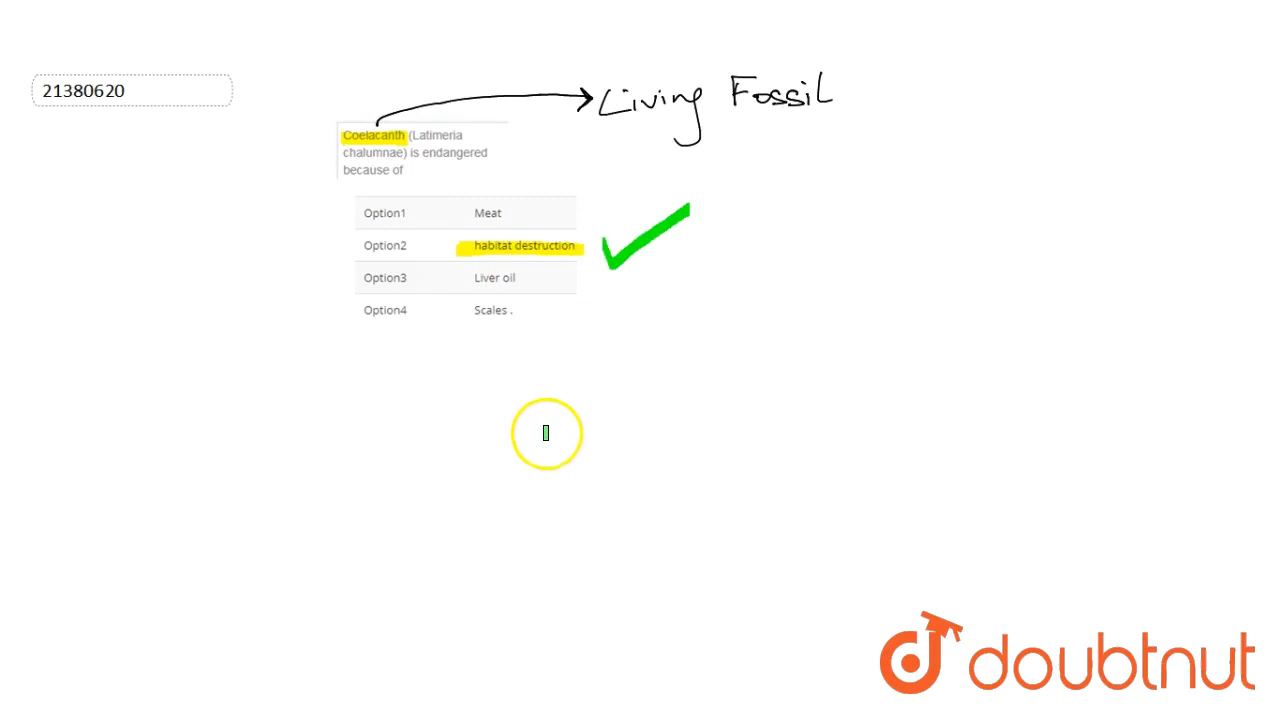 21380620
Living Fossil
Coelacanth (Latimeria
chalumnae) is endangered
because of
Option1 Meat
Option2 habitat destruction
Option3 Liver oil
Option4 Scales .
doubtnut